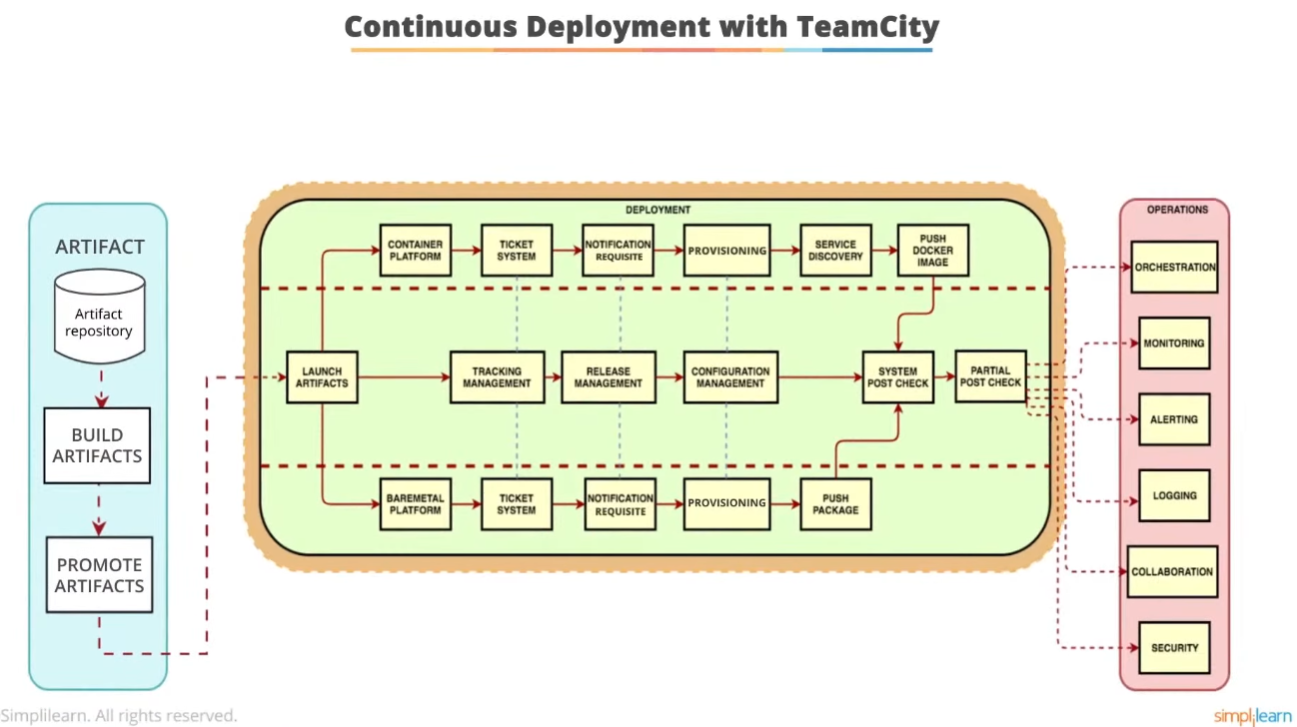 Continuous Deployment with TeamCity
ARTIFACT
Artifact
repository
BUILD
ARTIFACTS
PROMOTE
ARTIFACTS
DEPLOYMENT
CONTAINER
PLATFORM
TICKET
SYSTEM
NOTIFICATION
REQUISITE
PROVISIONING
SERVICE
DISCOVERY
PUSH
DOCKER
IMAGE
LAUNCH
ARTIFACTS
TRACKING
MANAGEMENT
RELEASE
MANAGEMENT
CONFIGURATION
MANAGEMENT
SYSTEM
POST CHECK
PARTIAL
POST CHECK
BAREMETAL
PLATFORM
TICKET
SYSTEM
NOTIFICATION
REQUISITE
PROVISIONING
PUSH
PACKAGE
OPERATIONS
ORCHESTRATION
MONITORING
ALERTING
LOGGING
COLLABORATION
SECURITY
Simplilearn. All rights reserved.
simplilearn